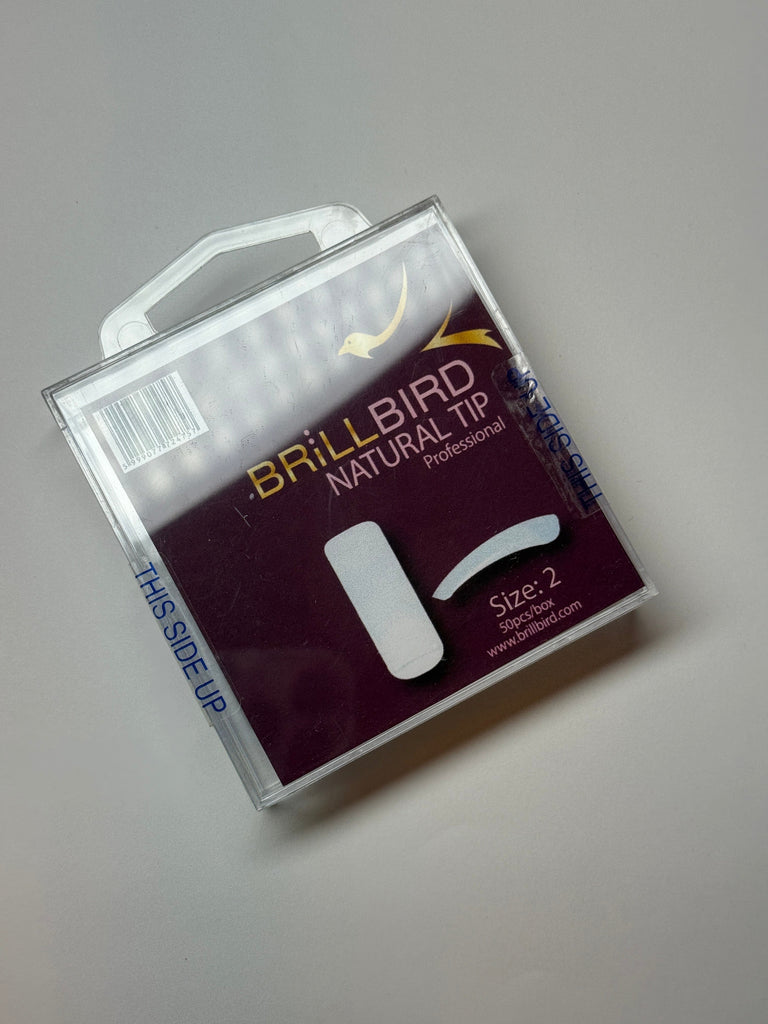 BRiLLBIRD
NATURAL TIP
Professional
Size: 2
50pcs/box
www.brillbird.com
THIS SIDE UP
THIS SIDE UP